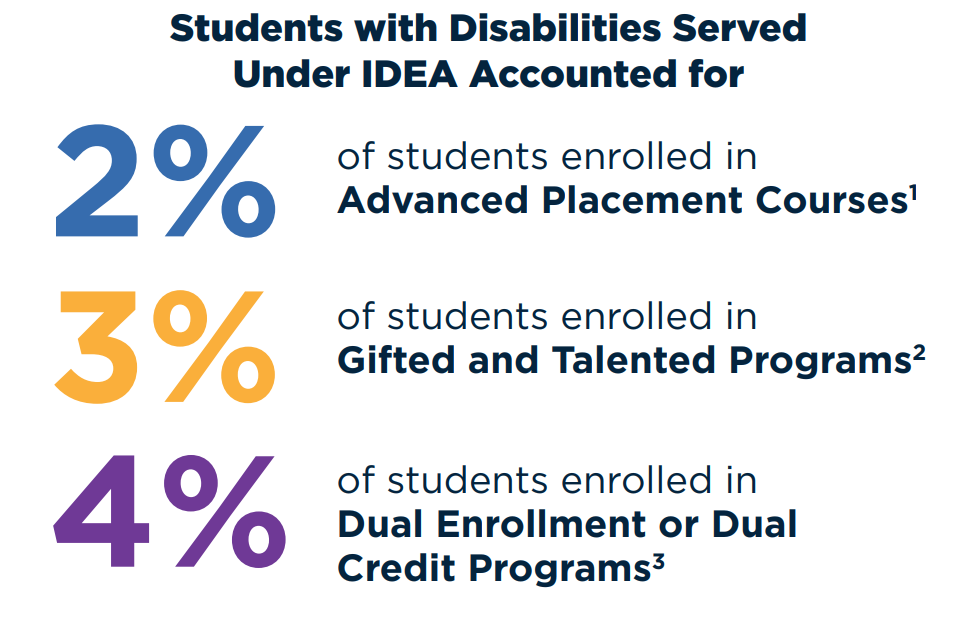 Students with Disabilities Served
Under IDEA Accounted for
2%
of students enrolled in
Advanced Placement Courses¹
3%
of students enrolled in
Gifted and Talented Programs²
4%
of students enrolled in
Dual Enrollment or Dual
Credit Programs³